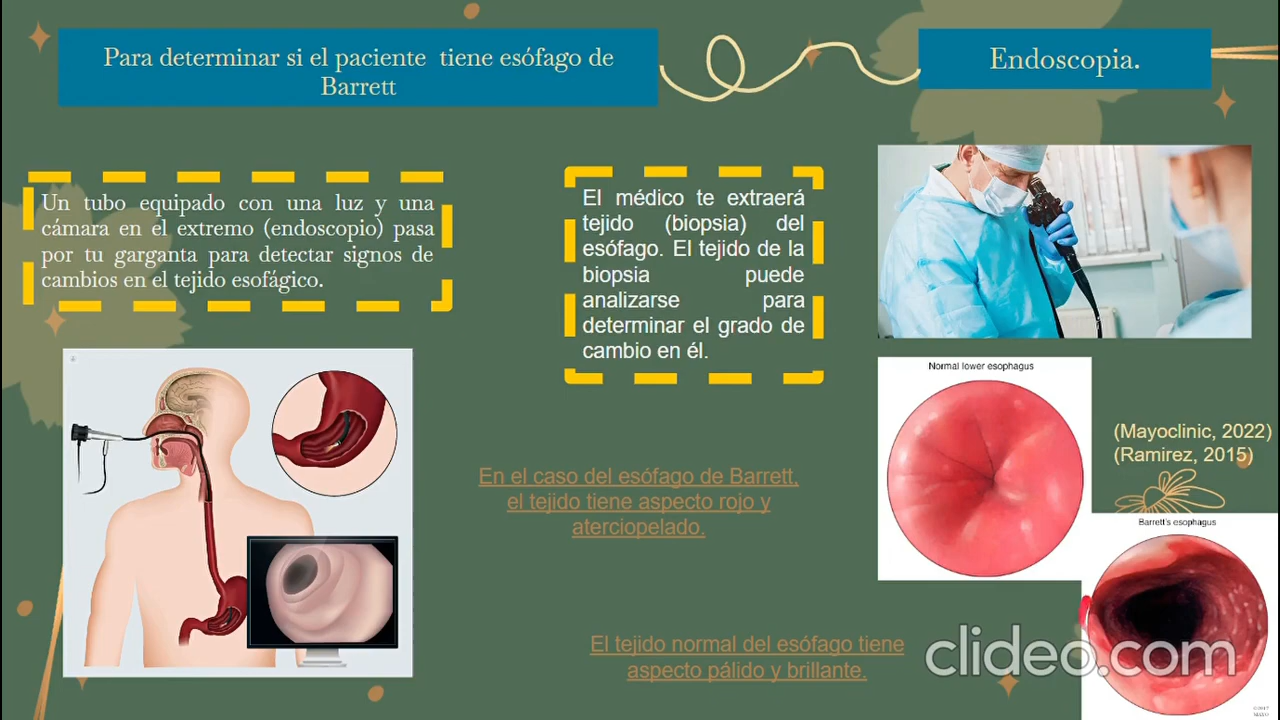 Para determinar si el paciente tiene esófago de
Barrett
Endoscopia.
Un tubo equipado con una luz y una
cámara en el extremo (endoscopio) pasa
por tu garganta para detectar signos de
cambios en el tejido esofágico.
El médico te extraerá
tejido (biopsia) del
esófago. El tejido de la
biopsia puede
analizarse para
determinar el grado de
cambio en él.
Normal lower esophagus
(Mayoclinic, 2022)
(Ramirez, 2015)
En el caso del esófago de Barrett,
el tejido tiene aspecto rojo y
aterciopelado.
Barrett's esophagus
El tejido normal del esófago tiene
aspecto pálido y brillante.
clideo.com
MAYO